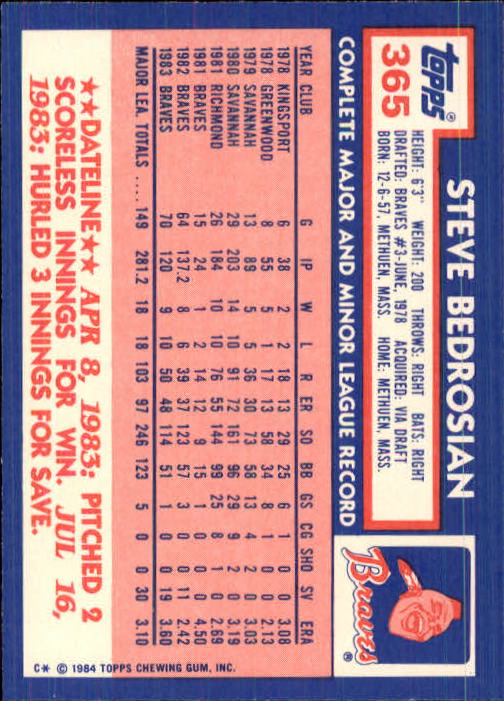 topps®
365
STEVE BEDROSIAN
HEIGHT: 6'3" WEIGHT: 200 THROWS: RIGHT BATS: RIGHT
DRAFTED: BRAVES #3-JUNE, 1978 ACQUIRED: VIA DRAFT
BORN: 12-6-57, METHUEN, MASS. HOME: METHUEN, MASS.
Braves®
COMPLETE MAJOR AND MINOR LEAGUE RECORD
YEAR CLUB G IP W L R ER SO BB GS CG SHO SV ERA
1978 KINGSPORT 6 38 2 2 18 13 29 25 6 1 0 0 3.08
1978 GREENWOOD 8 55 5 1 17 13 58 34 8 1 0 0 2.13
1979 SAVANNAH 13 89 5 5 36 30 73 58 13 4 2 0 3.03
1980 SAVANNAH 29 203 14 10 91 72 161 96 29 9 2 0 3.19
1981 RICHMOND 26 184 10 10 76 55 144 99 25 8 1 0 2.69
1981 BRAVES 15 24 1 2 14 12 9 15 1 0 0 0 4.50
1982 BRAVES 64 137.2 8 6 39 37 123 57 3 0 0 11 2.42
1983 BRAVES 70 120 9 10 50 48 114 51 1 0 0 19 3.60
MAJOR LEA. TOTALS .... 149 281.2 18 18 103 97 246 123 5 0 0 30 3.10
★★DATELINE★★ APR 8, 1983: PITCHED 2
SCORELESS INNINGS FOR WIN. JUL 16,
1983: HURLED 3 INNINGS FOR SAVE.
C* © 1984 TOPPS CHEWING GUM, INC.